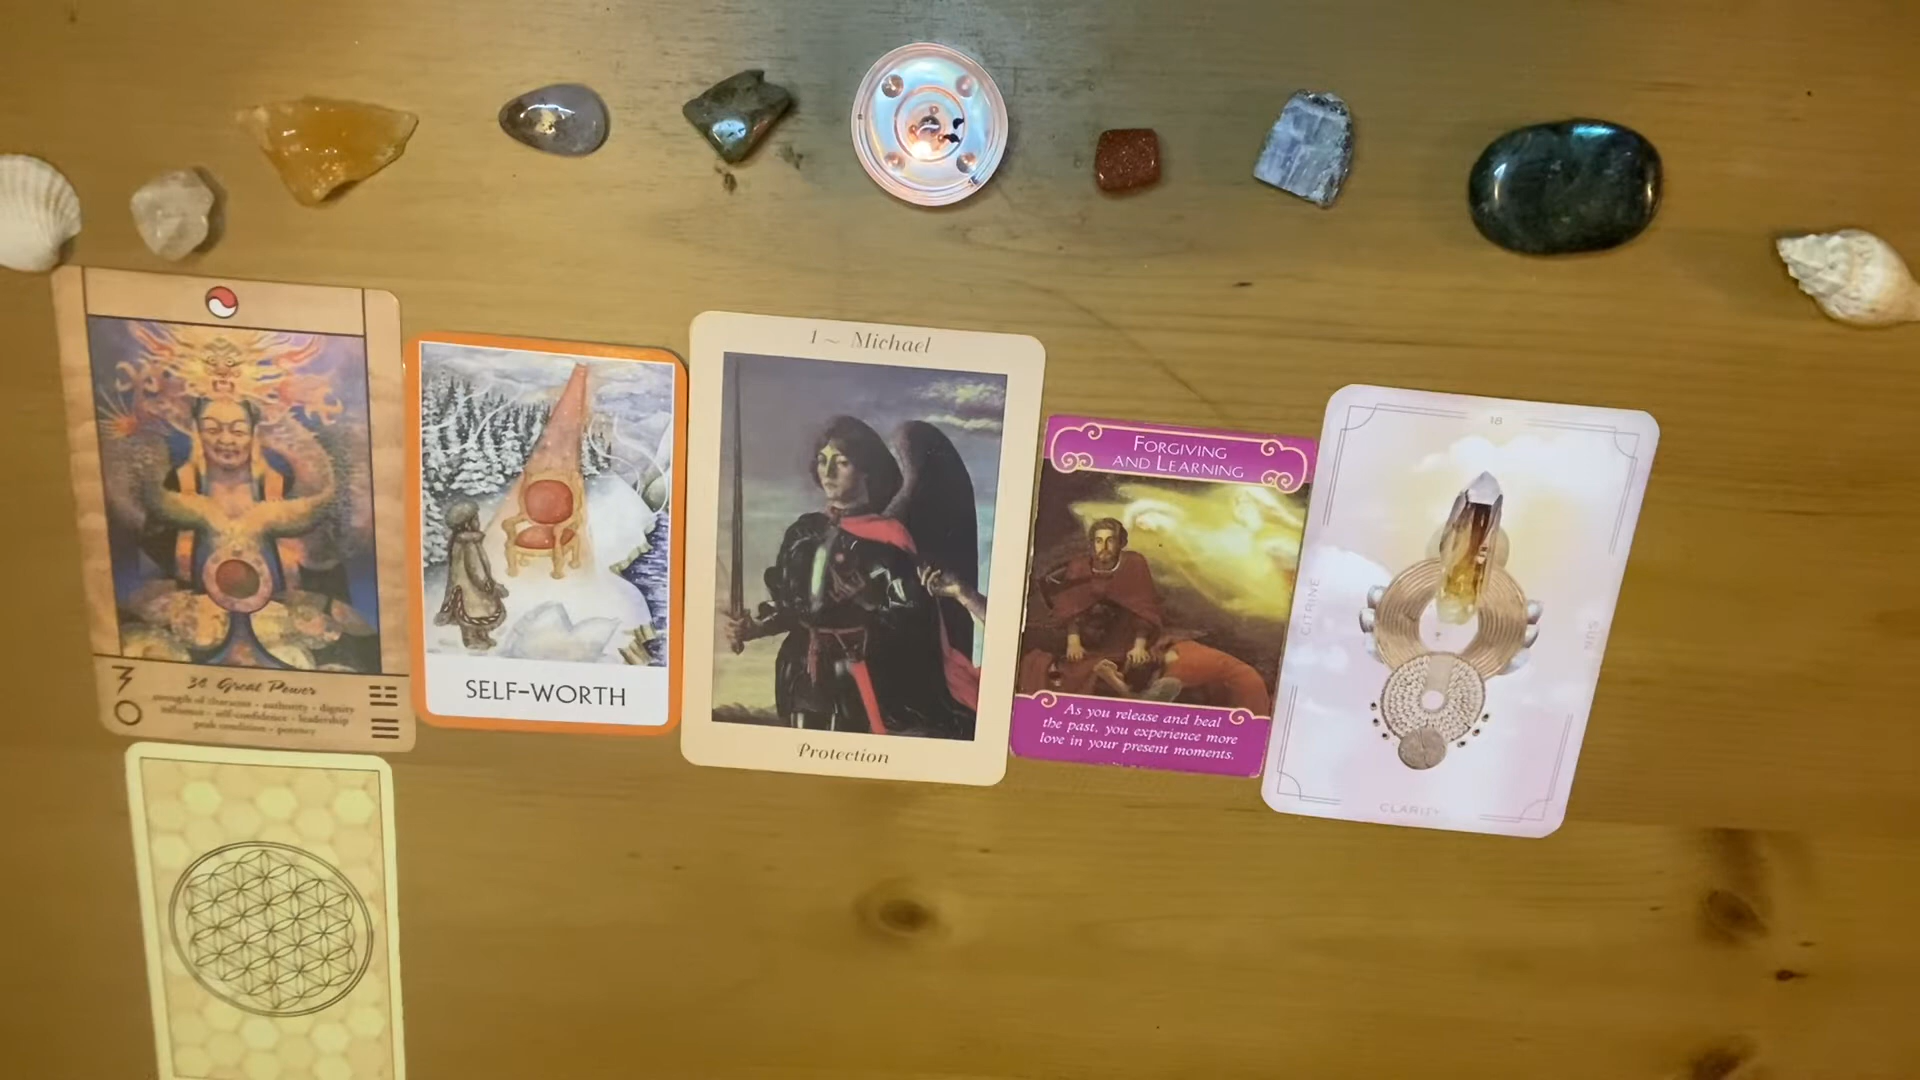 34 Great Power
strength of character - authority - dignity
influence - self-confidence - leadership
peak condition - potency
SELF-WORTH
1 ~ Michael
Protection
FORGIVING
AND LEARNING
As you release and heal
the past, you experience more
love in your present moments.
18
CITRINE
SUN
CLARITY